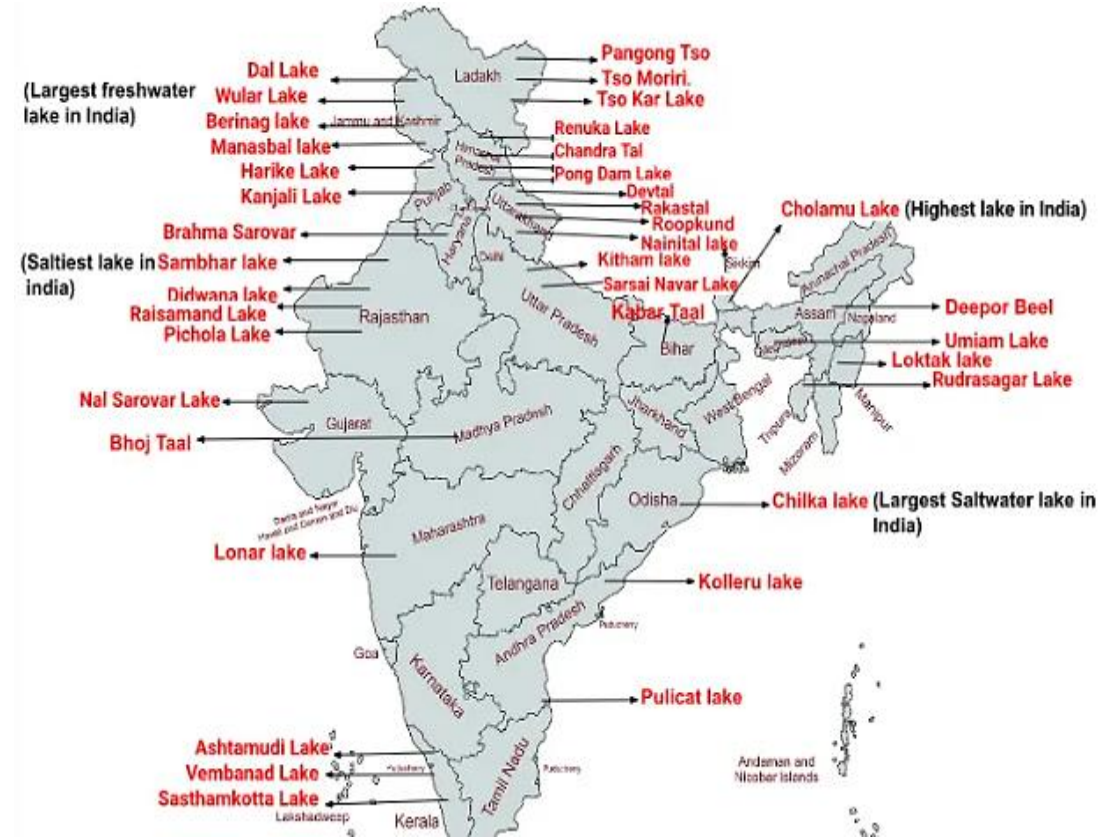 Pangong Tso
Ladakh
Dal Lake
Tso Moriri.
(Largest freshwater
lake in India)
Wular Lake
Tso Kar Lake
Berinag lake
Jammu and Kashmir
Renuka Lake
Manasbal lake
Himachal
Pradesh
Chandra Tal
Harike Lake
Pong Dam Lake
Kanjali Lake
Punjab
Devtal
Uttarakhand
Rakastal
Cholamu Lake (Highest lake in India)
Roopkund
Brahma Sarovar
Haryana
Nainital lake
Arunachal Pradesh
(Saltiest lake in
india)
Sambhar lake
Delhi
Kitham lake
Sikkim
Didwana lake
Sarsai Navar Lake
Raisamand Lake
Rajasthan
Uttar Pradesh
Kabar Taal
Assam
Nagaland
Deepor Beel
Pichola Lake
Bihar
Umiam Lake
Loktak lake
Rudrasagar Lake
Nal Sarovar Lake
Gujarat
Madhya Pradesh
Jharkhand
West Bengal
Tripura
Mizoram
Manipur
Bhoj Taal
Chhattisgarh
Odisha
Chilka lake (Largest Saltwater lake in
India)
Maharashtra
Lonar lake
Telangana
Kolleru lake
Andhra Pradesh
Puducherry
Goa
Karnataka
Pulicat lake
Ashtamudi Lake
Vembanad Lake
Puducherry
Puducherry
Tamil Nadu
Andaman and
Nicobar Islands
Sasthamkotta Lake
Lakshadweep
Kerala